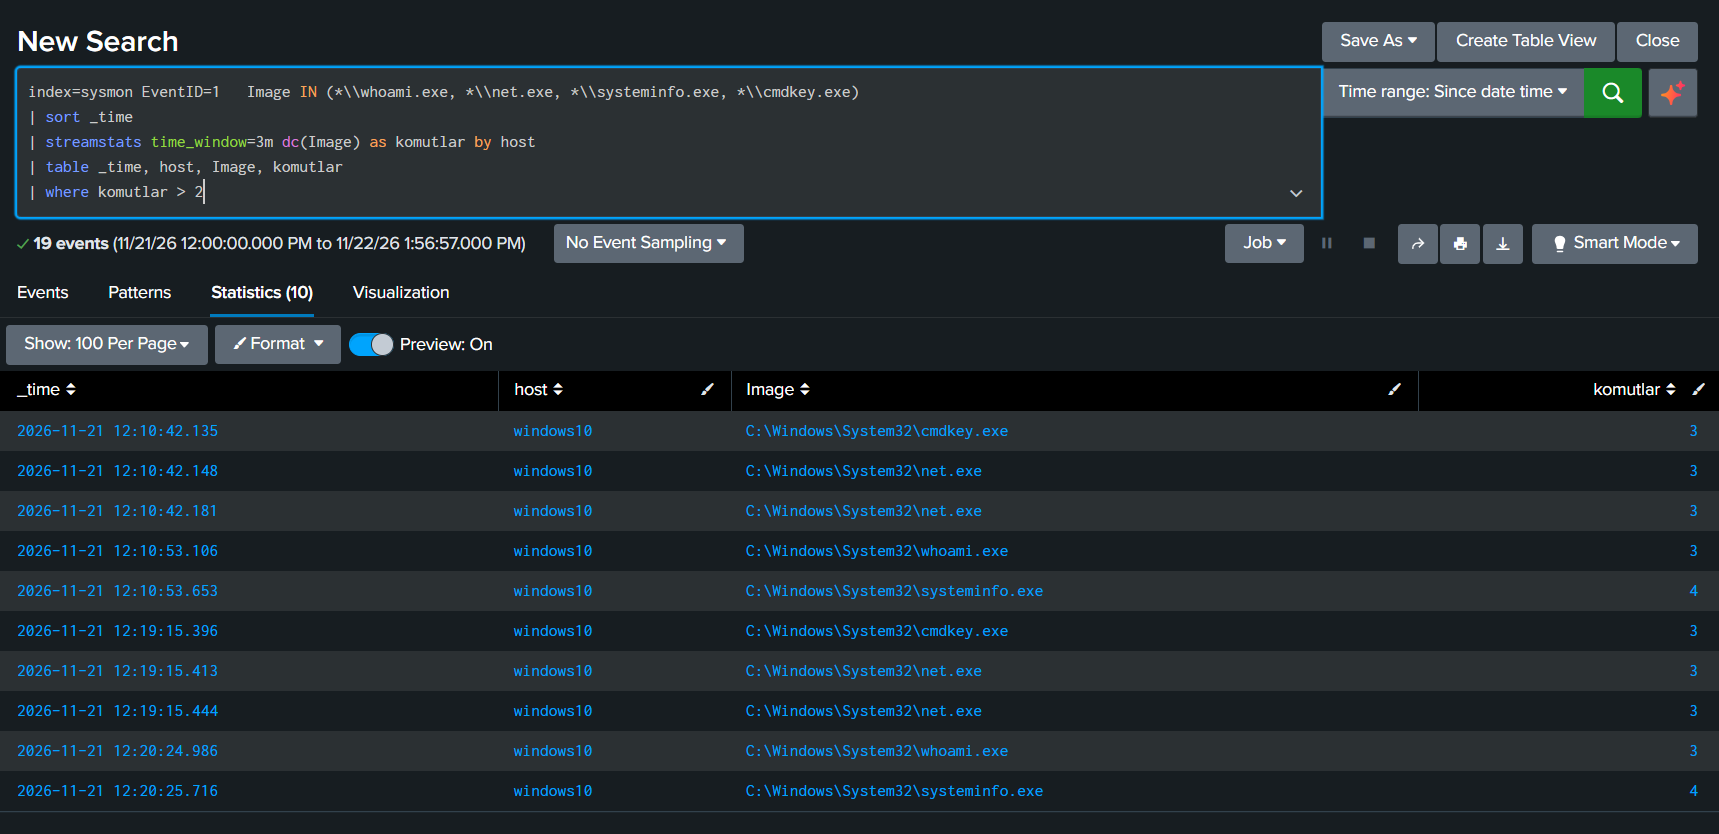 New Search
Save As
Create Table View
Close
index=sysmon EventID=1   Image IN (*\\whoami.exe, *\\net.exe, *\\systeminfo.exe, *\\cmdkey.exe)
| sort _time
| streamstats time_window=3m dc(Image) as komutlar by host
| table _time, host, Image, komutlar
| where komutlar > 2
Time range: Since date time
19 events (11/21/26 12:00:00.000 PM to 11/22/26 1:56:57.000 PM)
No Event Sampling
Job
Smart Mode
Events
Patterns
Statistics (10)
Visualization
Show: 100 Per Page
Format
Preview: On
_time host Image komutlar
2026-11-21 12:10:42.135 windows10 C:\Windows\System32\cmdkey.exe 3
2026-11-21 12:10:42.148 windows10 C:\Windows\System32\net.exe 3
2026-11-21 12:10:42.181 windows10 C:\Windows\System32\net.exe 3
2026-11-21 12:10:53.106 windows10 C:\Windows\System32\whoami.exe 3
2026-11-21 12:10:53.653 windows10 C:\Windows\System32\systeminfo.exe 4
2026-11-21 12:19:15.396 windows10 C:\Windows\System32\cmdkey.exe 3
2026-11-21 12:19:15.413 windows10 C:\Windows\System32\net.exe 3
2026-11-21 12:19:15.444 windows10 C:\Windows\System32\net.exe 3
2026-11-21 12:20:24.986 windows10 C:\Windows\System32\whoami.exe 3
2026-11-21 12:20:25.716 windows10 C:\Windows\System32\systeminfo.exe 4